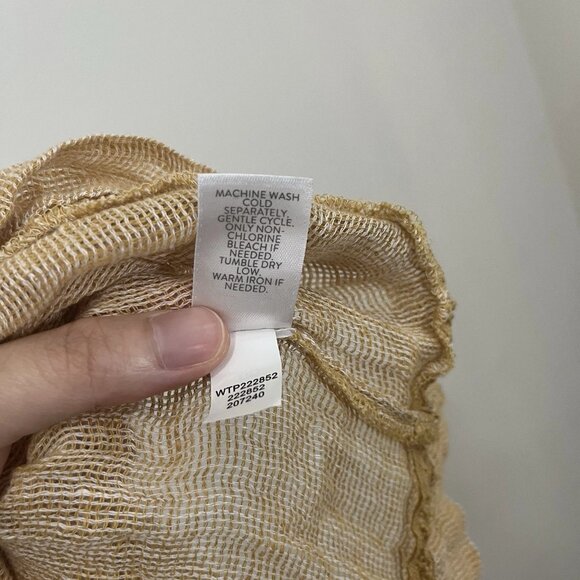 MACHINE WASH
COLD
SEPARATELY.
GENTLE CYCLE.
ONLY NON-
CHLORINE
BLEACH IF
NEEDED.
TUMBLE DRY
LOW.
WARM IRON IF
NEEDED.
WTP222852
222852
207240